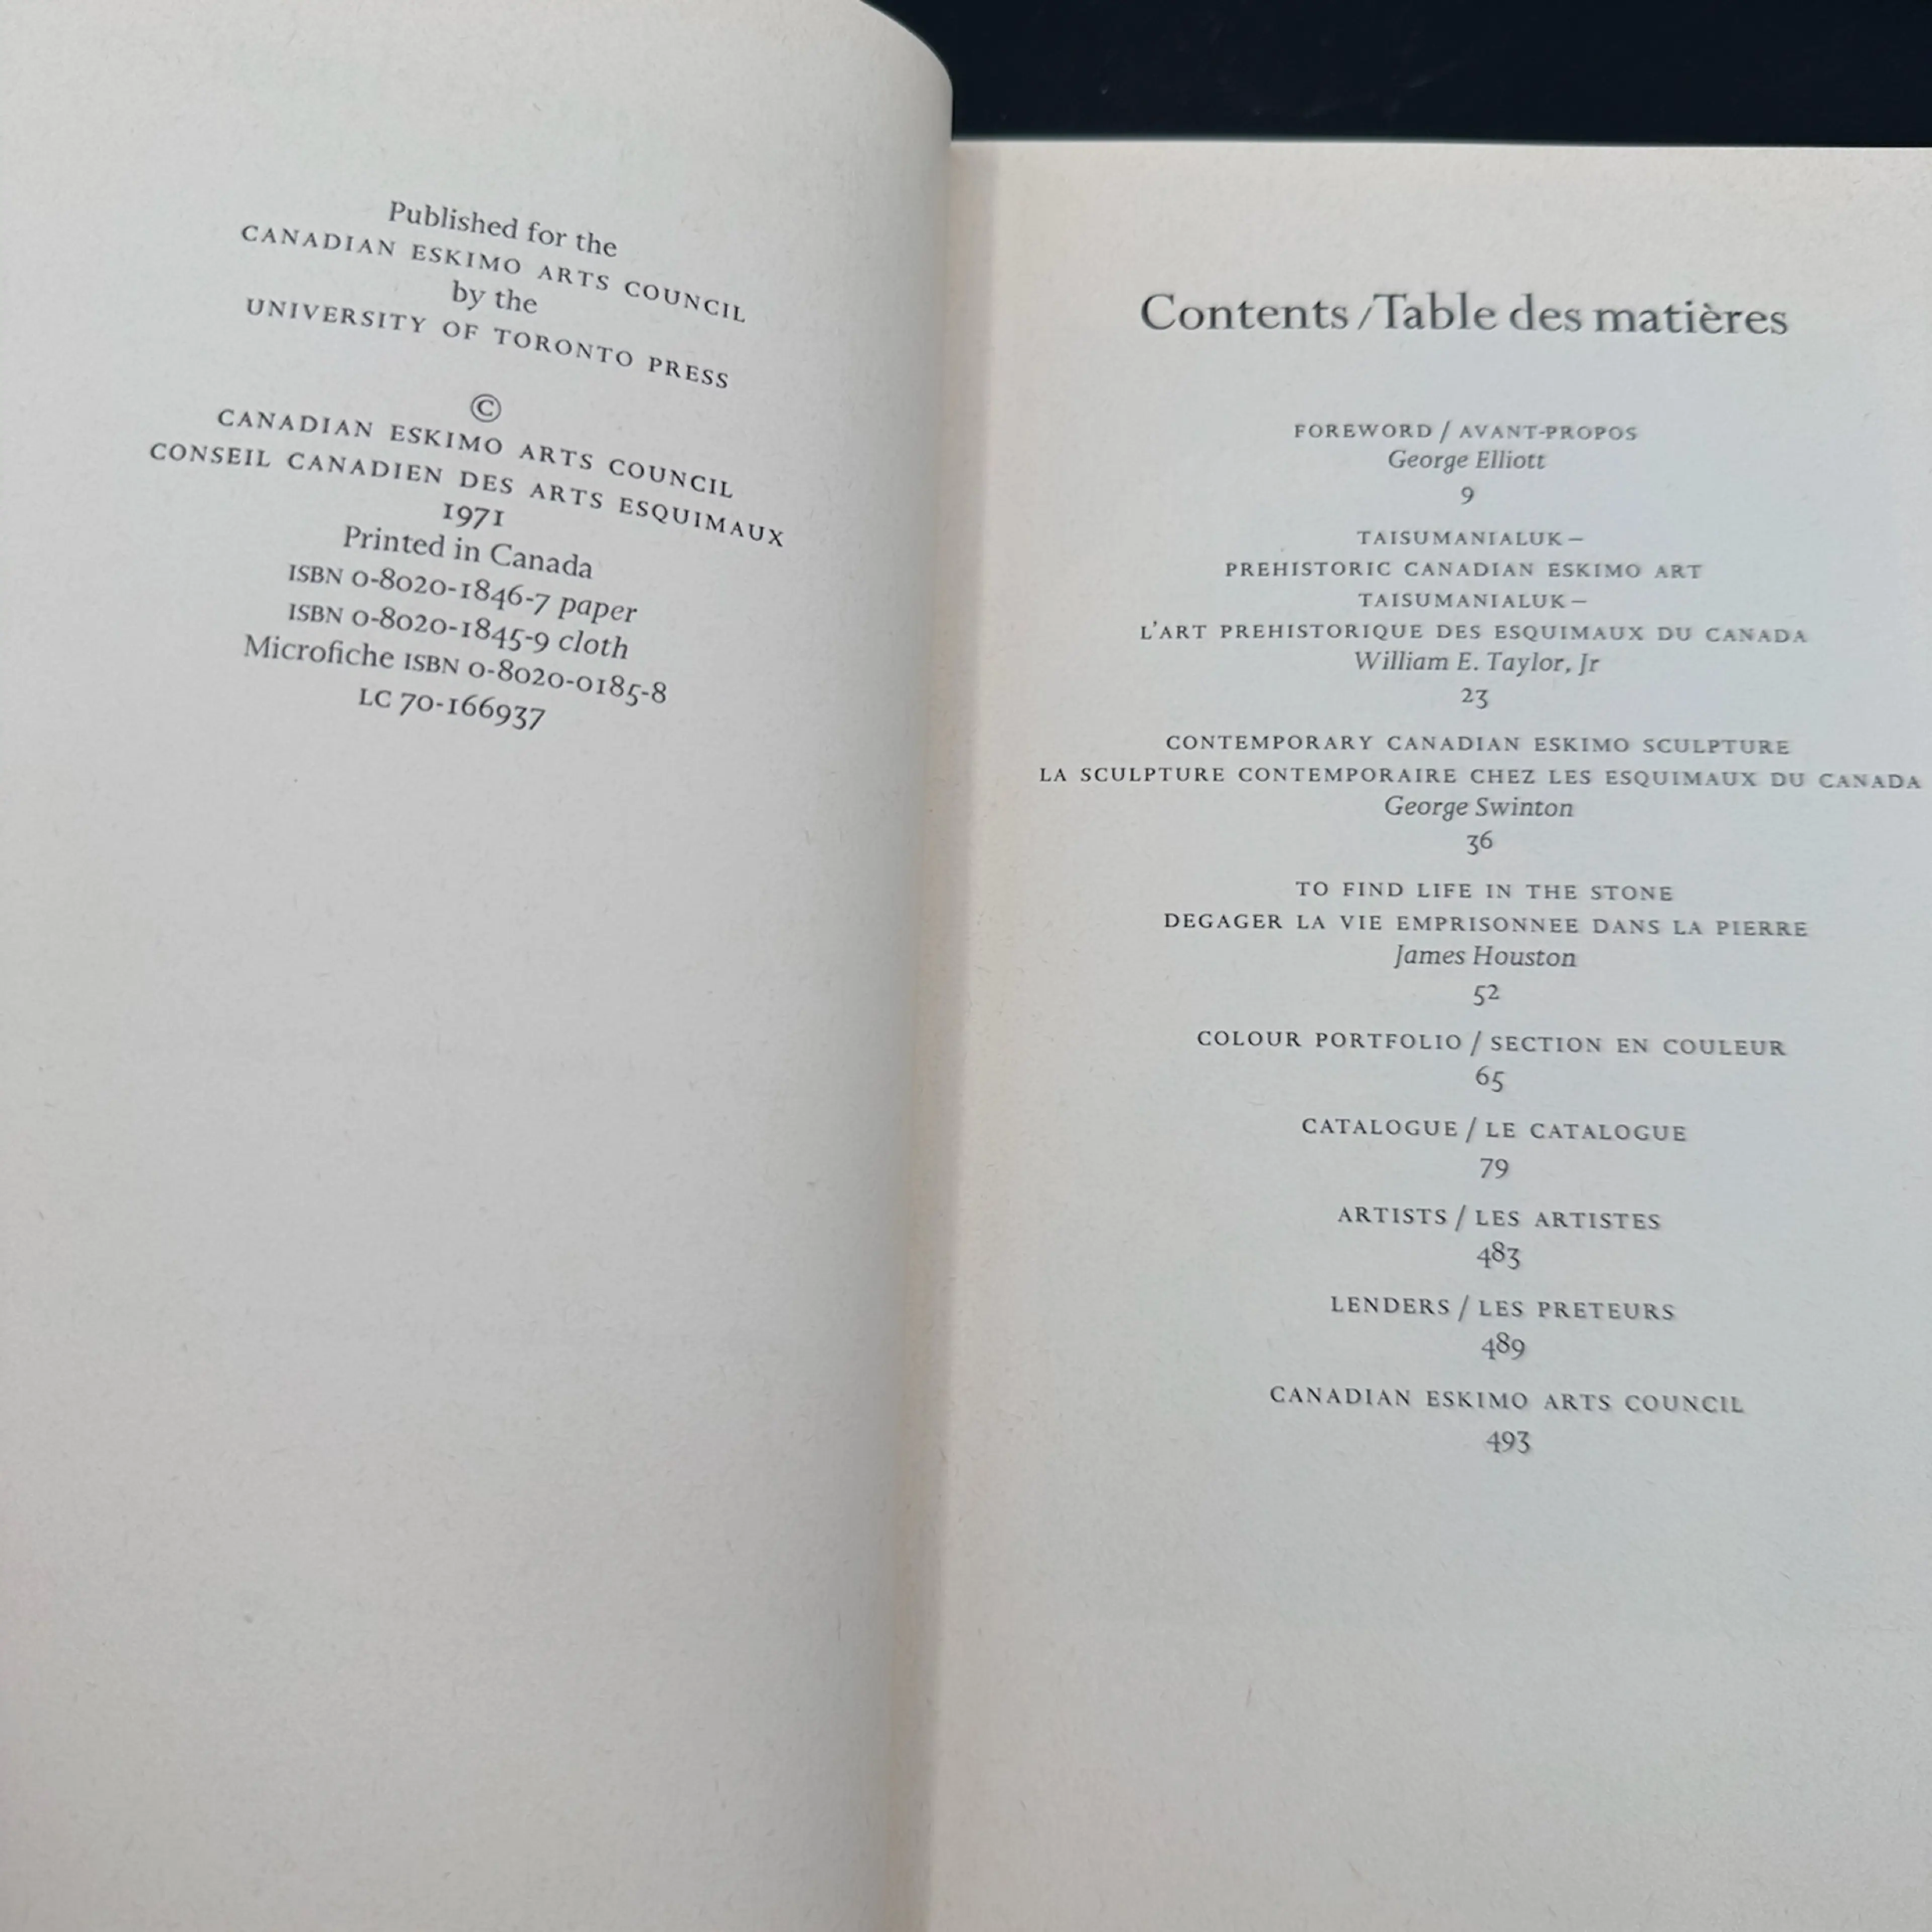 Published for the
CANADIAN ESKIMO ARTS COUNCIL
by the
UNIVERSITY OF TORONTO PRESS
©
CANADIAN ESKIMO ARTS COUNCIL
CONSEIL CANADIEN DES ARTS ESQUIMAUX
1971
Printed in Canada
ISBN 0-8020-1846-7 paper
ISBN 0-8020-1845-9 cloth
Microfiche ISBN 0-8020-0185-8
LC 70-166937
Contents / Table des matières
FOREWORD / AVANT-PROPOS
George Elliott
9
TAISUMANIALUK –
PREHISTORIC CANADIAN ESKIMO ART
TAISUMANIALUK –
L'ART PREHISTORIQUE DES ESQUIMAUX DU CANADA
William E. Taylor, Jr
23
CONTEMPORARY CANADIAN ESKIMO SCULPTURE
LA SCULPTURE CONTEMPORAIRE CHEZ LES ESQUIMAUX DU CANADA
George Swinton
36
TO FIND LIFE IN THE STONE
DEGAGER LA VIE EMPRISONNEE DANS LA PIERRE
James Houston
52
COLOUR PORTFOLIO / SECTION EN COULEUR
65
CATALOGUE / LE CATALOGUE
79
ARTISTS / LES ARTISTES
483
LENDERS / LES PRETEURS
489
CANADIAN ESKIMO ARTS COUNCIL
493